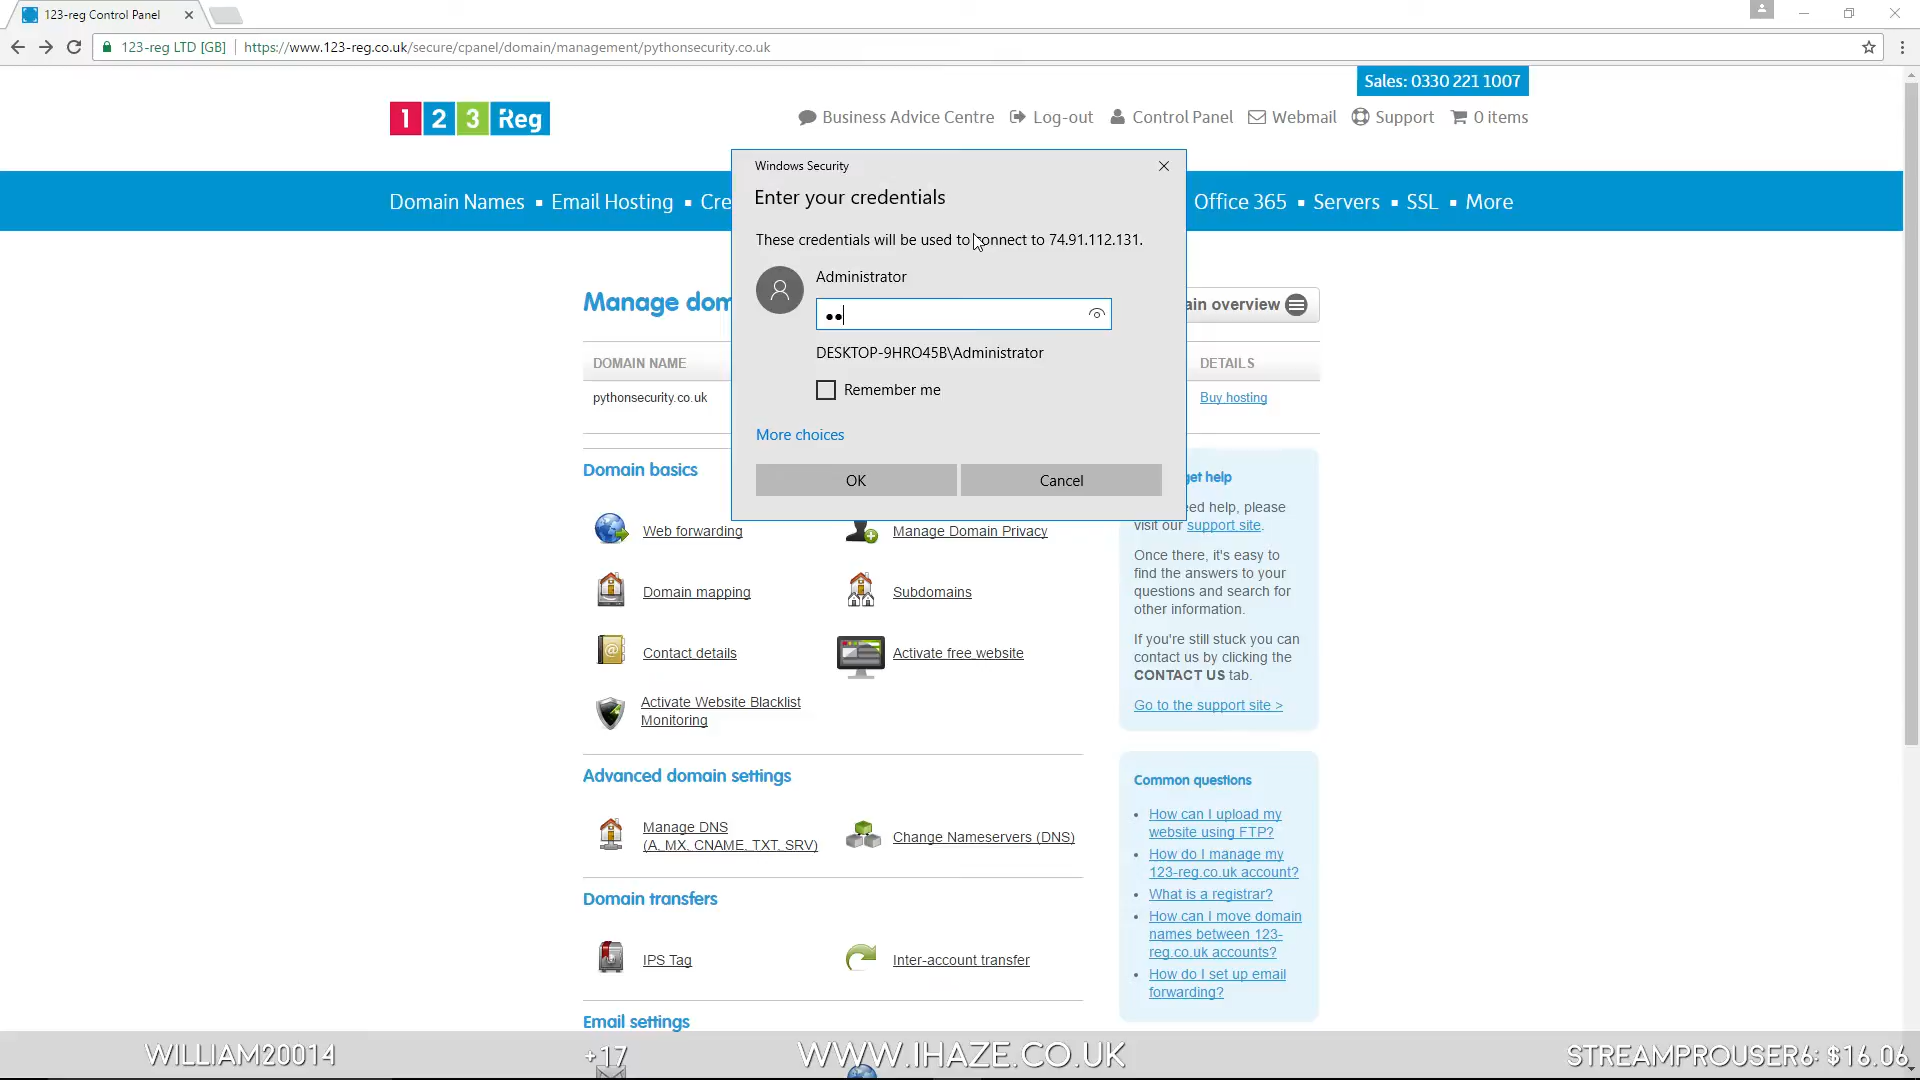 123-reg Control Panel
123-reg LTD [GB]
https://www.123-reg.co.uk/secure/cpanel/domain/management/pythonsecurity.co.uk
Sales: 0330 221 1007
1 2 3 Reg
Business Advice Centre
Log-out
Control Panel
Webmail
Support
0 items
Domain Names ▪ Email Hosting ▪ Cre
Office 365 ▪ Servers ▪ SSL ▪ More
Windows Security
Enter your credentials
These credentials will be used to connect to 74.91.112.131.
Administrator
DESKTOP-9HRO45B\Administrator
Remember me
More choices
OK
Cancel
Manage dom
ain overview
DOMAIN NAME
DETAILS
pythonsecurity.co.uk
Buy hosting
Domain basics
Web forwarding
Manage Domain Privacy
Domain mapping
Subdomains
Contact details
Activate free website
Activate Website Blacklist
Monitoring
Advanced domain settings
Manage DNS
(A, MX, CNAME, TXT, SRV)
Change Nameservers (DNS)
Domain transfers
IPS Tag
Inter-account transfer
Email settings
get help
eed help, please
visit our support site.
Once there, it's easy to
find the answers to your
questions and search for
other information.
If you're still stuck you can
contact us by clicking the
CONTACT US tab.
Go to the support site >
Common questions
How can I upload my
website using FTP?
How do I manage my
123-reg.co.uk account?
What is a registrar?
How can I move domain
names between 123-
reg.co.uk accounts?
How do I set up email
forwarding?
WILLIAM20014
+17
WWW.IHAZE.CO.UK
STREAMPROUSER6: $16.06